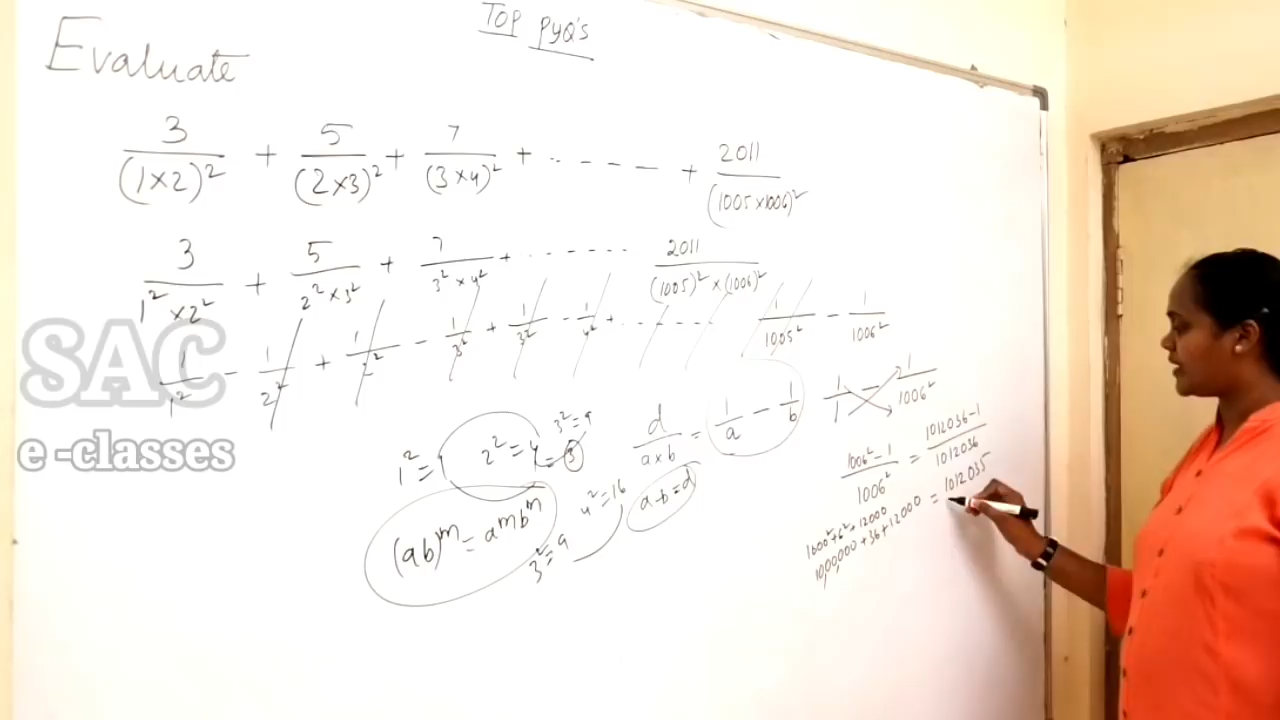 TOP PYQ's
Evaluate
3/(1×2)² + 5/(2×3)² + 7/(3×4)² + ..---- + 2011/(1005×1006)²
3/1²×2² + 5/2²×3² + 7/3²×4² + ........ 2011/(1005)²×(1006)²
1/1² - 1/2² + 1/2² - 1/3² + 1/3² - 1/4² + ........ 1/1005² - 1/1006²
SAC
e-classes
1² = 1 2² = 4 3² = 9
= 3
d/a×b = 1/a - 1/b
1/1 - 1/1006²
4² = 16
a-b=d
1006²-1/1006² = 1012036-1/1012036
(ab)ᵐ = aᵐbᵐ
3² = 9
1000²+6²+12000
= 1012035
10,00,000+36+12000